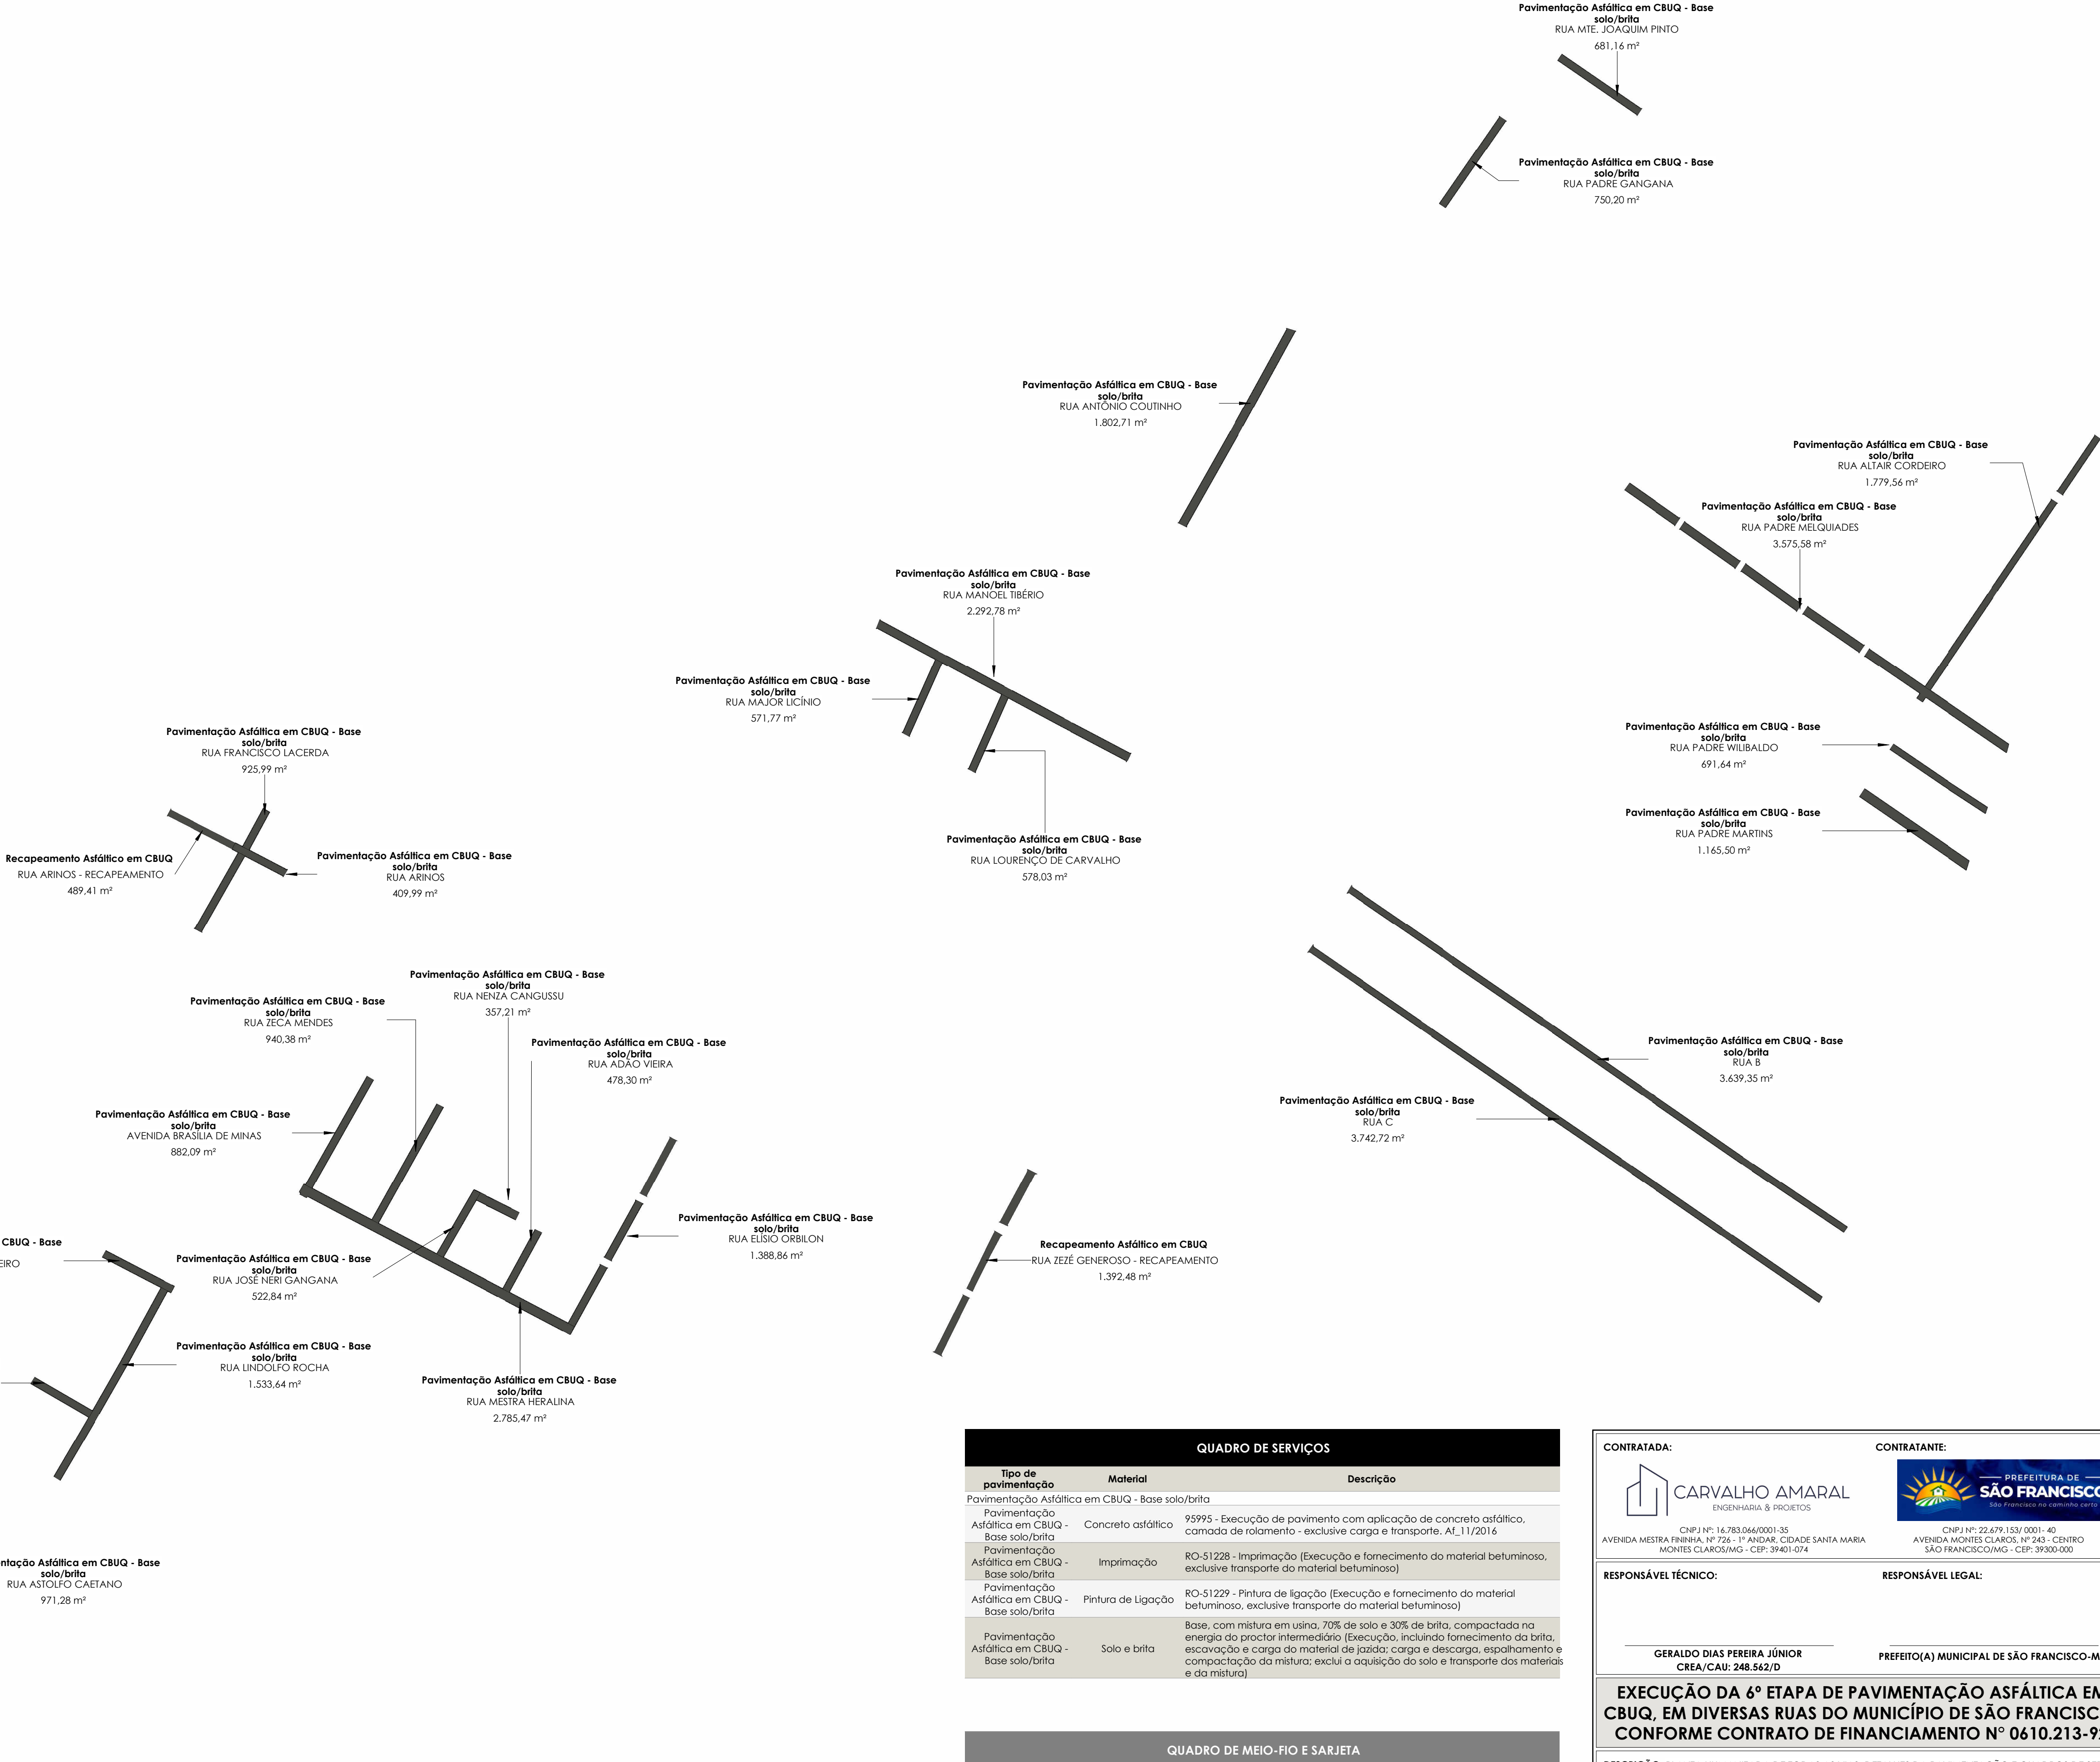 Pavimentação Asfáltica em CBUQ - Base
solo/brita
RUA MTE. JOAQUIM PINTO
681,16 m²
Pavimentação Asfáltica em CBUQ - Base
solo/brita
RUA PADRE GANGANA
750,20 m²
Pavimentação Asfáltica em CBUQ - Base
solo/brita
RUA ANTÔNIO COUTINHO
1.802,71 m²
Pavimentação Asfáltica em CBUQ - Base
solo/brita
RUA ALTAIR CORDEIRO
1.779,56 m²
Pavimentação Asfáltica em CBUQ - Base
solo/brita
RUA PADRE MELQUIADES
3.575,58 m²
Pavimentação Asfáltica em CBUQ - Base
solo/brita
RUA MANOEL TIBÉRIO
2.292,78 m²
Pavimentação Asfáltica em CBUQ - Base
solo/brita
RUA MAJOR LICÍNIO
571,77 m²
Pavimentação Asfáltica em CBUQ - Base
solo/brita
RUA PADRE WILIBALDO
691,64 m²
Pavimentação Asfáltica em CBUQ - Base
solo/brita
RUA FRANCISCO LACERDA
925,99 m²
Pavimentação Asfáltica em CBUQ - Base
solo/brita
RUA PADRE MARTINS
1.165,50 m²
Pavimentação Asfáltica em CBUQ - Base
solo/brita
RUA LOURENÇO DE CARVALHO
578,03 m²
Recapeamento Asfáltico em CBUQ
RUA ARINOS - RECAPEAMENTO
489,41 m²
Pavimentação Asfáltica em CBUQ - Base
solo/brita
RUA ARINOS
409,99 m²
Pavimentação Asfáltica em CBUQ - Base
solo/brita
RUA NENZA CANGUSSU
357,21 m²
Pavimentação Asfáltica em CBUQ - Base
solo/brita
RUA ZECA MENDES
940,38 m²
Pavimentação Asfáltica em CBUQ - Base
solo/brita
RUA ADÃO VIEIRA
478,30 m²
Pavimentação Asfáltica em CBUQ - Base
solo/brita
RUA B
3.639,35 m²
Pavimentação Asfáltica em CBUQ - Base
solo/brita
RUA C
3.742,72 m²
Pavimentação Asfáltica em CBUQ - Base
solo/brita
AVENIDA BRASÍLIA DE MINAS
882,09 m²
Pavimentação Asfáltica em CBUQ - Base
solo/brita
RUA ELÍSIO ORBILON
1.388,86 m²
CBUQ - Base
EIRO
Recapeamento Asfáltico em CBUQ
RUA ZEZÉ GENEROSO - RECAPEAMENTO
1.392,48 m²
Pavimentação Asfáltica em CBUQ - Base
solo/brita
RUA JOSÉ NERI GANGANA
522,84 m²
Pavimentação Asfáltica em CBUQ - Base
solo/brita
RUA LINDOLFO ROCHA
1.533,64 m²
Pavimentação Asfáltica em CBUQ - Base
solo/brita
RUA MESTRA HERALINA
2.785,47 m²
ntação Asfáltica em CBUQ - Base
solo/brita
RUA ASTOLFO CAETANO
971,28 m²
QUADRO DE SERVIÇOS
Tipo de
pavimentação
Material
Descrição
Pavimentação Asfáltica em CBUQ - Base solo/brita
Pavimentação
Asfáltica em CBUQ -
Base solo/brita
Concreto asfáltico
95995 - Execução de pavimento com aplicação de concreto asfáltico,
camada de rolamento - exclusive carga e transporte. Af_11/2016
Pavimentação
Asfáltica em CBUQ -
Base solo/brita
Imprimação
RO-51228 - Imprimação (Execução e fornecimento do material betuminoso,
exclusive transporte do material betuminoso)
Pavimentação
Asfáltica em CBUQ -
Base solo/brita
Pintura de Ligação
RO-51229 - Pintura de ligação (Execução e fornecimento do material
betuminoso, exclusive transporte do material betuminoso)
Pavimentação
Asfáltica em CBUQ -
Base solo/brita
Solo e brita
Base, com mistura em usina, 70% de solo e 30% de brita, compactada na
energia do proctor intermediário (Execução, incluindo fornecimento da brita,
escavação e carga do material de jazida; carga e descarga, espalhamento e
compactação da mistura; exclui a aquisição do solo e transporte dos materiais
e da mistura)
QUADRO DE MEIO-FIO E SARJETA
CONTRATADA:
CARVALHO AMARAL
ENGENHARIA & PROJETOS
CNPJ Nº: 16.783.066/0001-35
AVENIDA MESTRA FININHA, Nº 726 - 1º ANDAR, CIDADE SANTA MARIA
MONTES CLAROS/MG - CEP: 39401-074
CONTRATANTE:
PREFEITURA DE
SÃO FRANCISCO
São Francisco no caminho certo
CNPJ Nº: 22.679.153/ 0001- 40
AVENIDA MONTES CLAROS, Nº 243 - CENTRO
SÃO FRANCISCO/MG - CEP: 39300-000
RESPONSÁVEL TÉCNICO:
GERALDO DIAS PEREIRA JÚNIOR
CREA/CAU: 248.562/D
RESPONSÁVEL LEGAL:
PREFEITO(A) MUNICIPAL DE SÃO FRANCISCO-M
EXECUÇÃO DA 6º ETAPA DE PAVIMENTAÇÃO ASFÁLTICA EM
CBUQ, EM DIVERSAS RUAS DO MUNICÍPIO DE SÃO FRANCISC
CONFORME CONTRATO DE FINANCIAMENTO Nº 0610.213-9